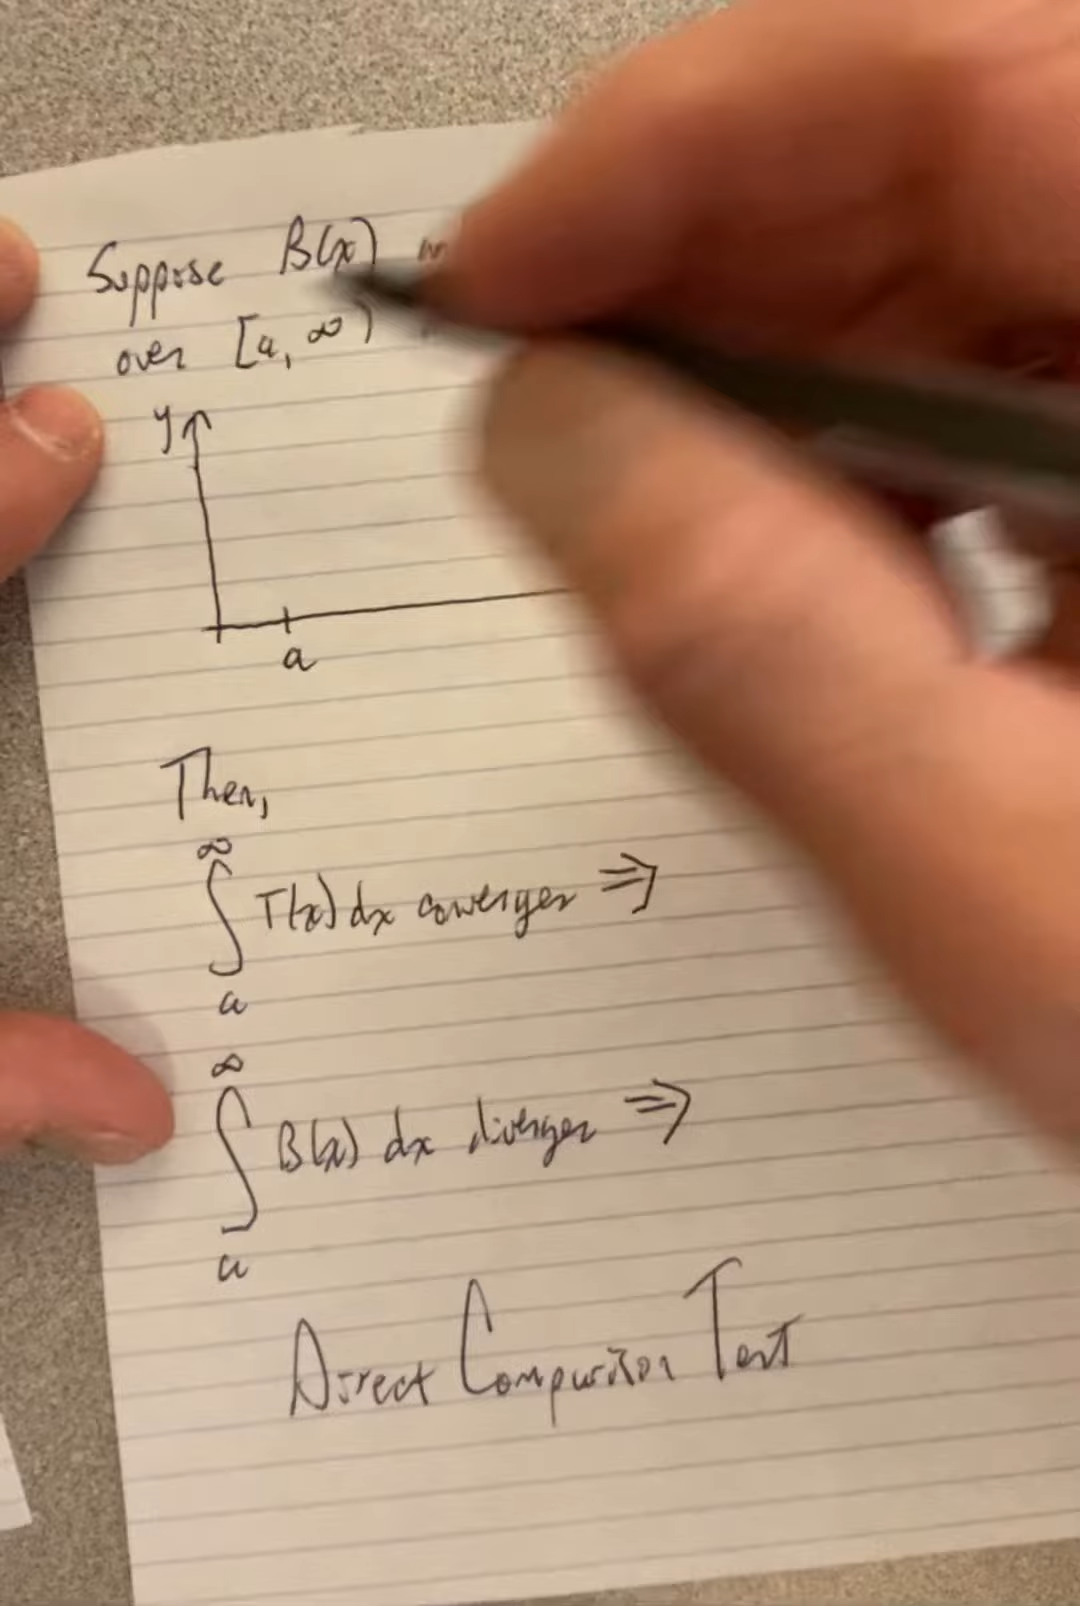 Suppose B(x)
over [a, ∞)
y
a
Then,
∞
∫ T(x) dx converges ⇒
a
∞
∫ B(x) dx diverges ⇒
a
Direct Comparison Test